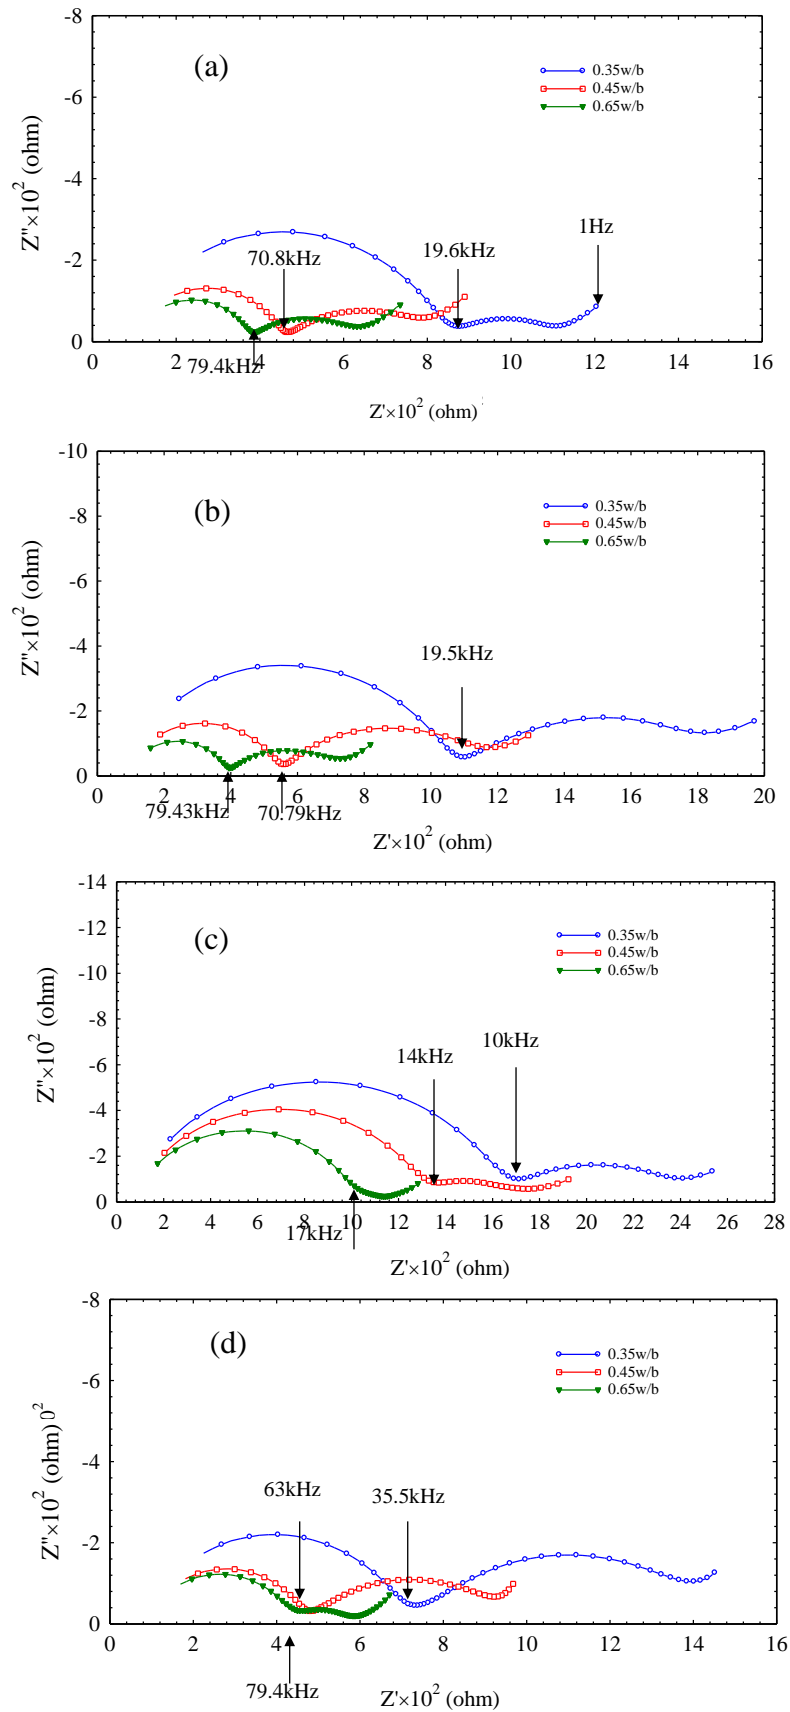 -8
(a)
0.35w/b
0.45w/b
0.65w/b
-6
Z''×10² (ohm)
-4
70.8kHz
19.6kHz
1Hz
-2
0
0 2 4 6 8 10 12 14 16
79.4kHz
Z'×10² (ohm)
-10
(b)
0.35w/b
0.45w/b
0.65w/b
-8
-6
Z''×10² (ohm)
-4
19.5kHz
-2
0
0 2 4 6 8 10 12 14 16 18 20
79.43kHz
70.79kHz
Z'×10² (ohm)
-14
-12
(c)
0.35w/b
0.45w/b
0.65w/b
-10
-8
Z''×10² (ohm)
-6
14kHz
10kHz
-4
-2
0
0 2 4 6 8 10 12 14 16 18 20 22 24 26 28
17kHz
Z'×10² (ohm)
-8
(d)
0.35w/b
0.45w/b
0.65w/b
-6
Z''×10² (ohm) 0²
-4
63kHz
35.5kHz
-2
0
0 2 4 6 8 10 12 14 16
79.4kHz
Z'×10² (ohm)